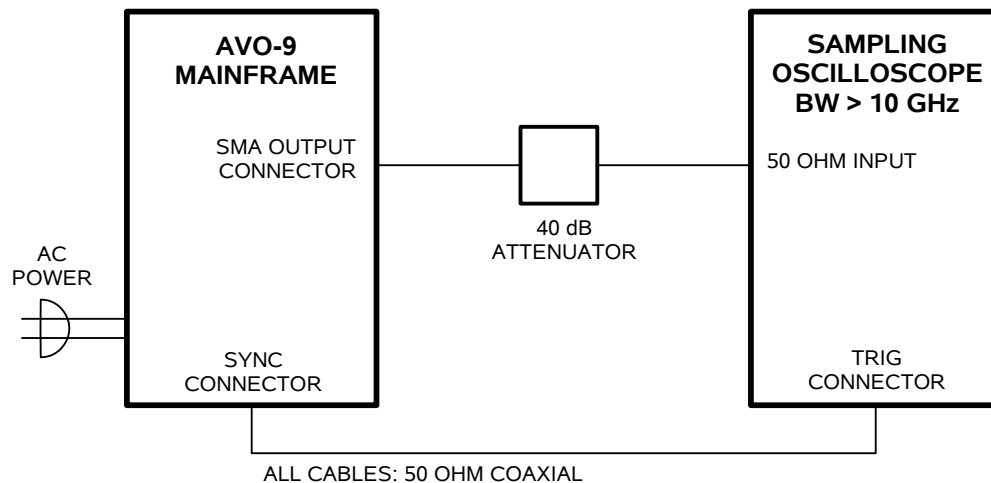 AVO-9
MAINFRAME
SMA OUTPUT
CONNECTOR
AC
POWER
SYNC
CONNECTOR
40 dB
ATTENUATOR
SAMPLING
OSCILLOSCOPE
BW > 10 GHz
50 OHM INPUT
TRIG
CONNECTOR
ALL CABLES: 50 OHM COAXIAL